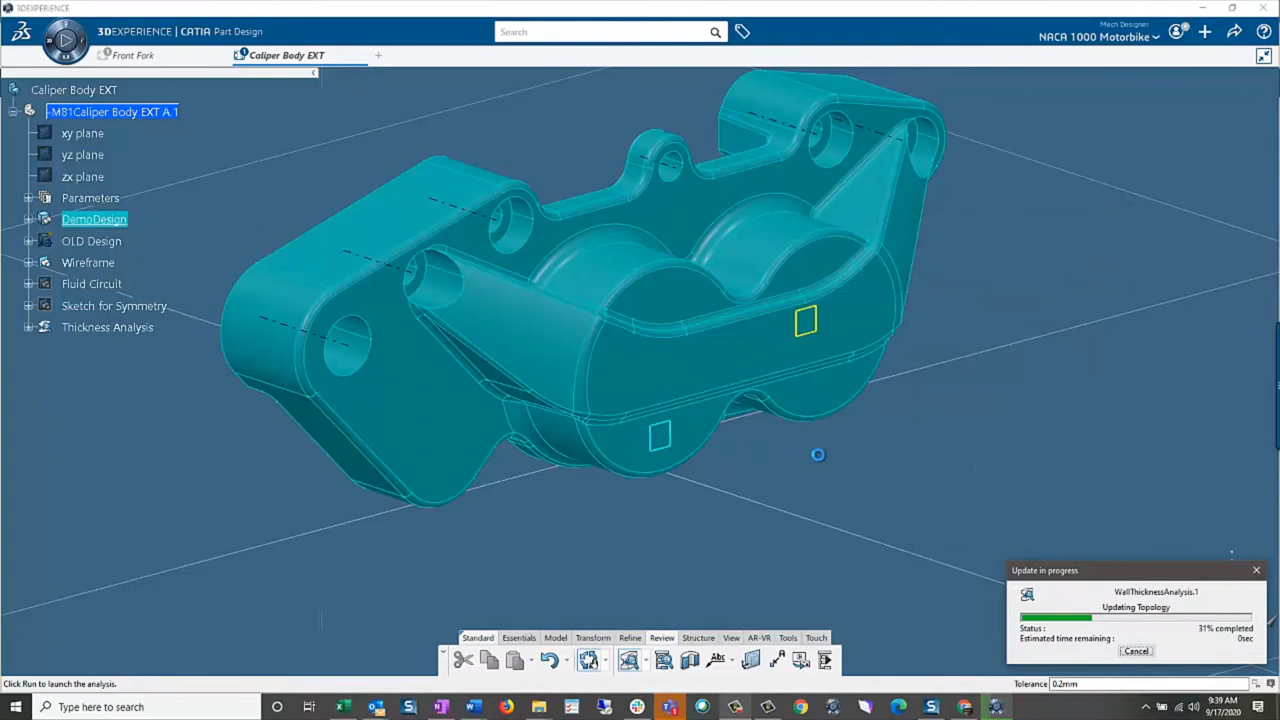 3DEXPERIENCE
3DEXPERIENCE | CATIA Part Design
Search
Mech Designer
NACA 1000 Motorbike
Front Fork
Caliper Body EXT
Caliper Body EXT
M81Caliper Body EXT A.1
xy plane
yz plane
zx plane
Parameters
DemoDesign
OLD Design
Wireframe
Fluid Circuit
Sketch for Symmetry
Thickness Analysis
Update in progress
WallThicknessAnalysis.1
Updating Topology
Status : 31% completed
Estimated time remaining : 0sec
Cancel
Standard Essentials Model Transform Refine Review Structure View AR-VR Tools Touch
Abc
Click Run to launch the analysis.
Tolerance 0.2mm
Type here to search
9:39 AM
9/17/2020